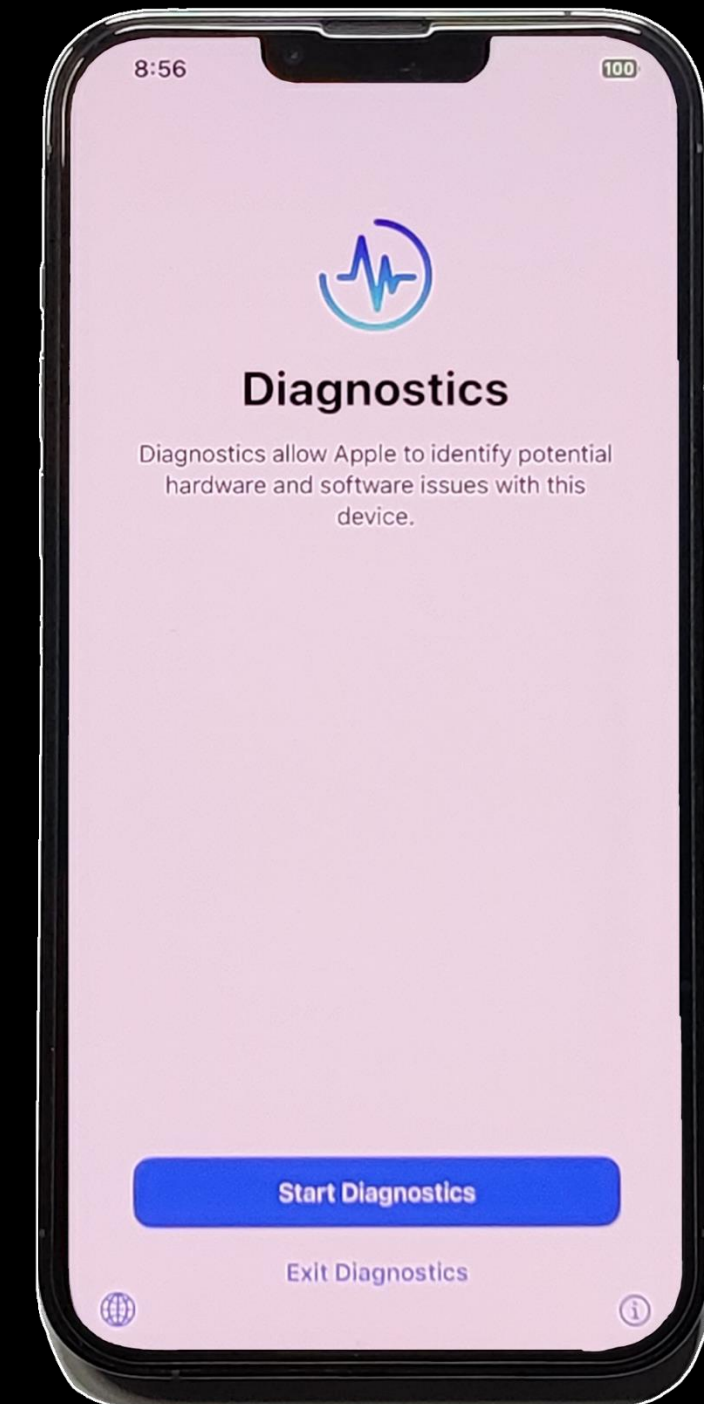 8:56
100
Diagnostics
Diagnostics allow Apple to identify potential
hardware and software issues with this
device.
Start Diagnostics
Exit Diagnostics